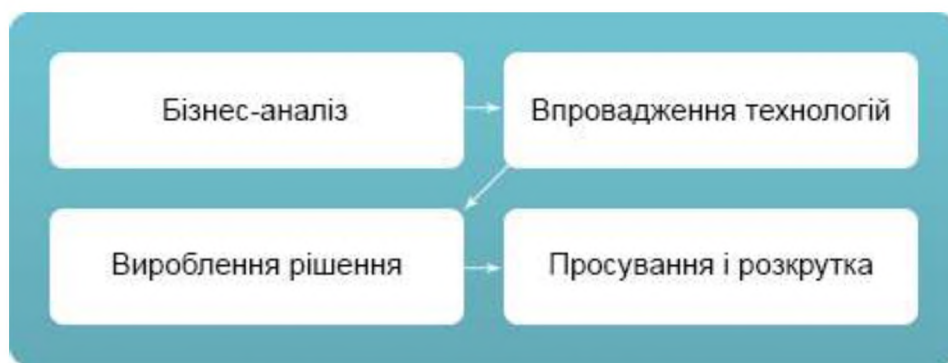 Бізнес-аналіз
Впровадження технологій
Вироблення рішення
Просування і розкрутка